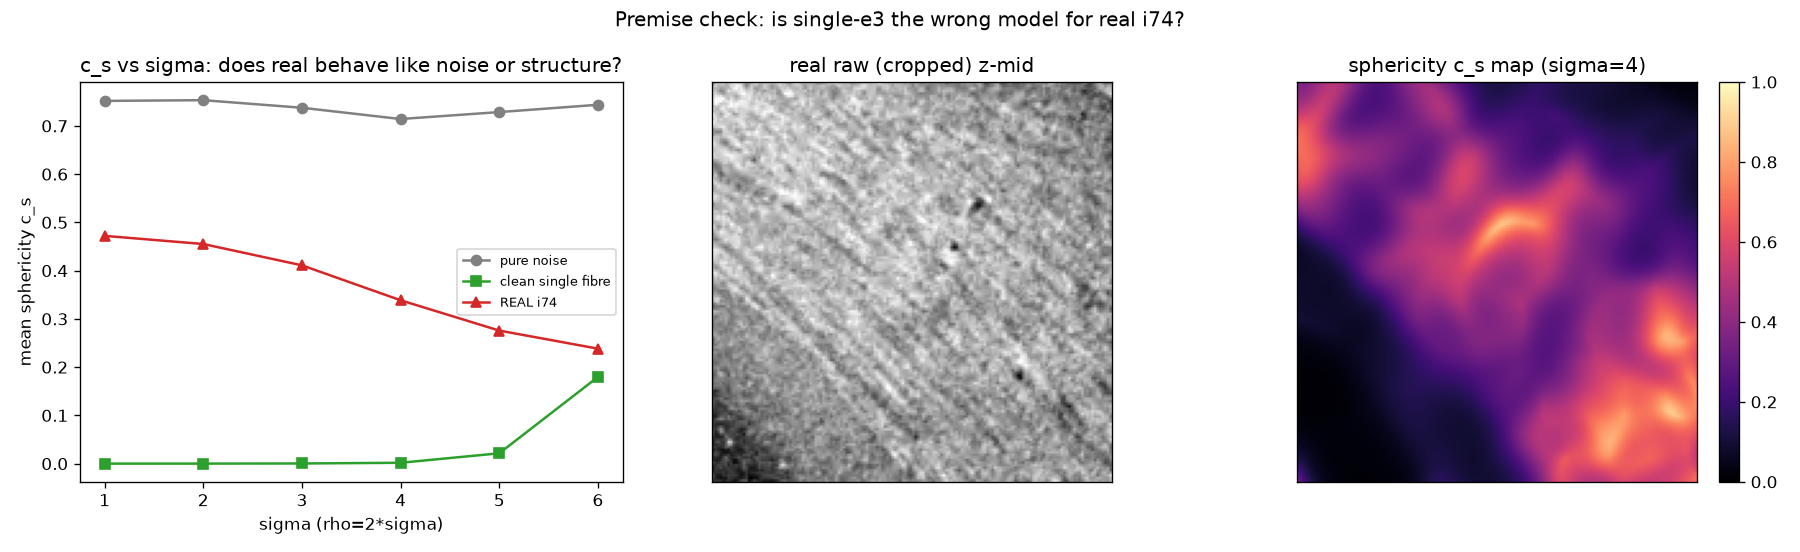 Premise check: is single-e3 the wrong model for real i74?
c_s vs sigma: does real behave like noise or structure?
mean sphericity c_s
0.7
0.6
0.5
0.4
0.3
0.2
0.1
0.0
pure noise
clean single fibre
REAL i74
1 2 3 4 5 6
sigma (rho=2*sigma)
real raw (cropped) z-mid
sphericity c_s map (sigma=4)
1.0
0.8
0.6
0.4
0.2
0.0